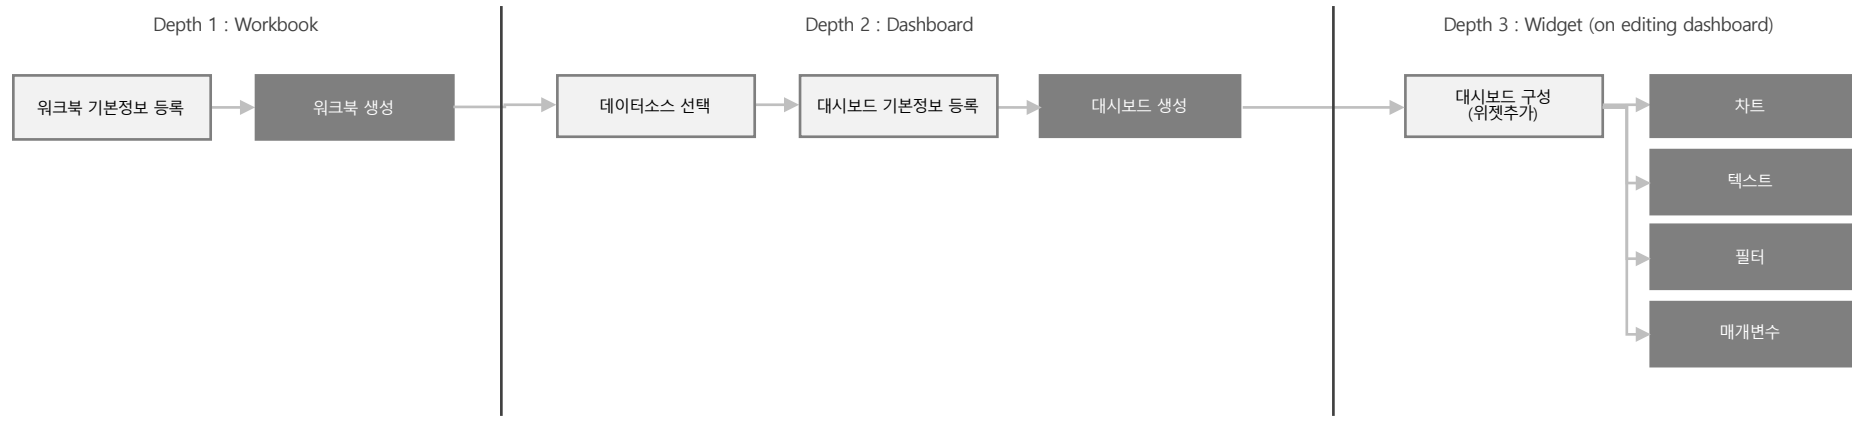 Depth 1 : Workbook
Depth 2 : Dashboard
Depth 3 : Widget (on editing dashboard)
워크북 기본정보 등록
워크북 생성
데이터소스 선택
대시보드 기본정보 등록
대시보드 생성
대시보드 구성
(위젯추가)
차트
텍스트
필터
매개변수